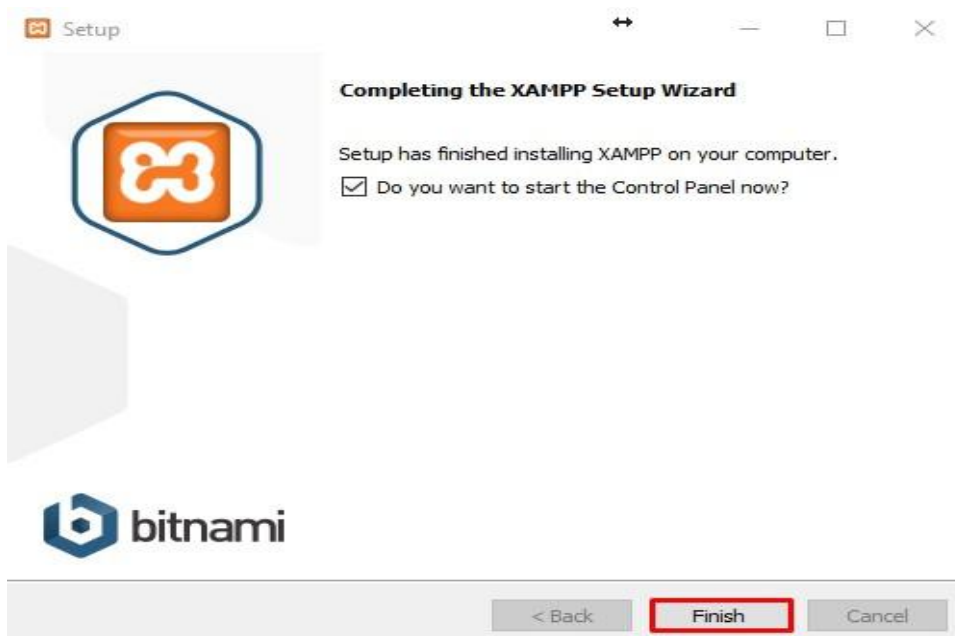 Setup
Completing the XAMPP Setup Wizard
Setup has finished installing XAMPP on your computer.
Do you want to start the Control Panel now?
bitnami
< Back
Finish
Cancel